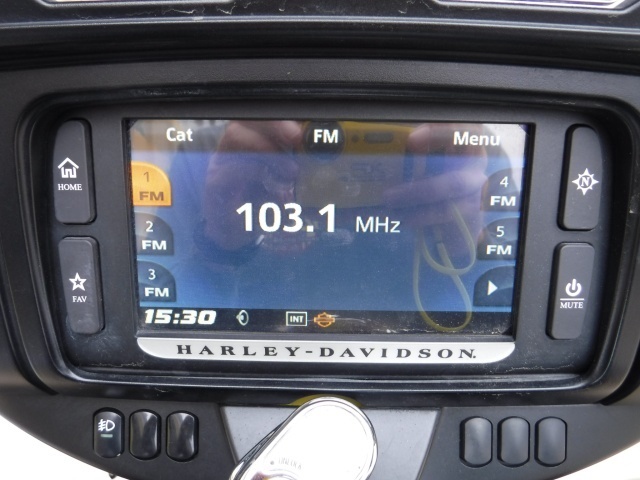 Cat FM Menu
1
FM
4
FM
103.1 MHz
2
FM
5
FM
3
FM
15:30 INT
HOME
FAV
N
MUTE
HARLEY-DAVIDSON